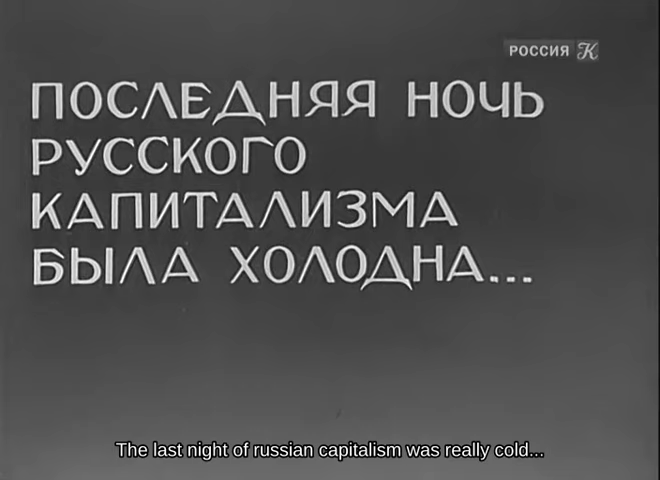 РОССИЯ К
ПОСЛЕДНЯЯ НОЧЬ
РУССКОГО
КАПИТАЛИЗМА
БЫЛА ХОЛОДНА...
The last night of russian capitalism was really cold...